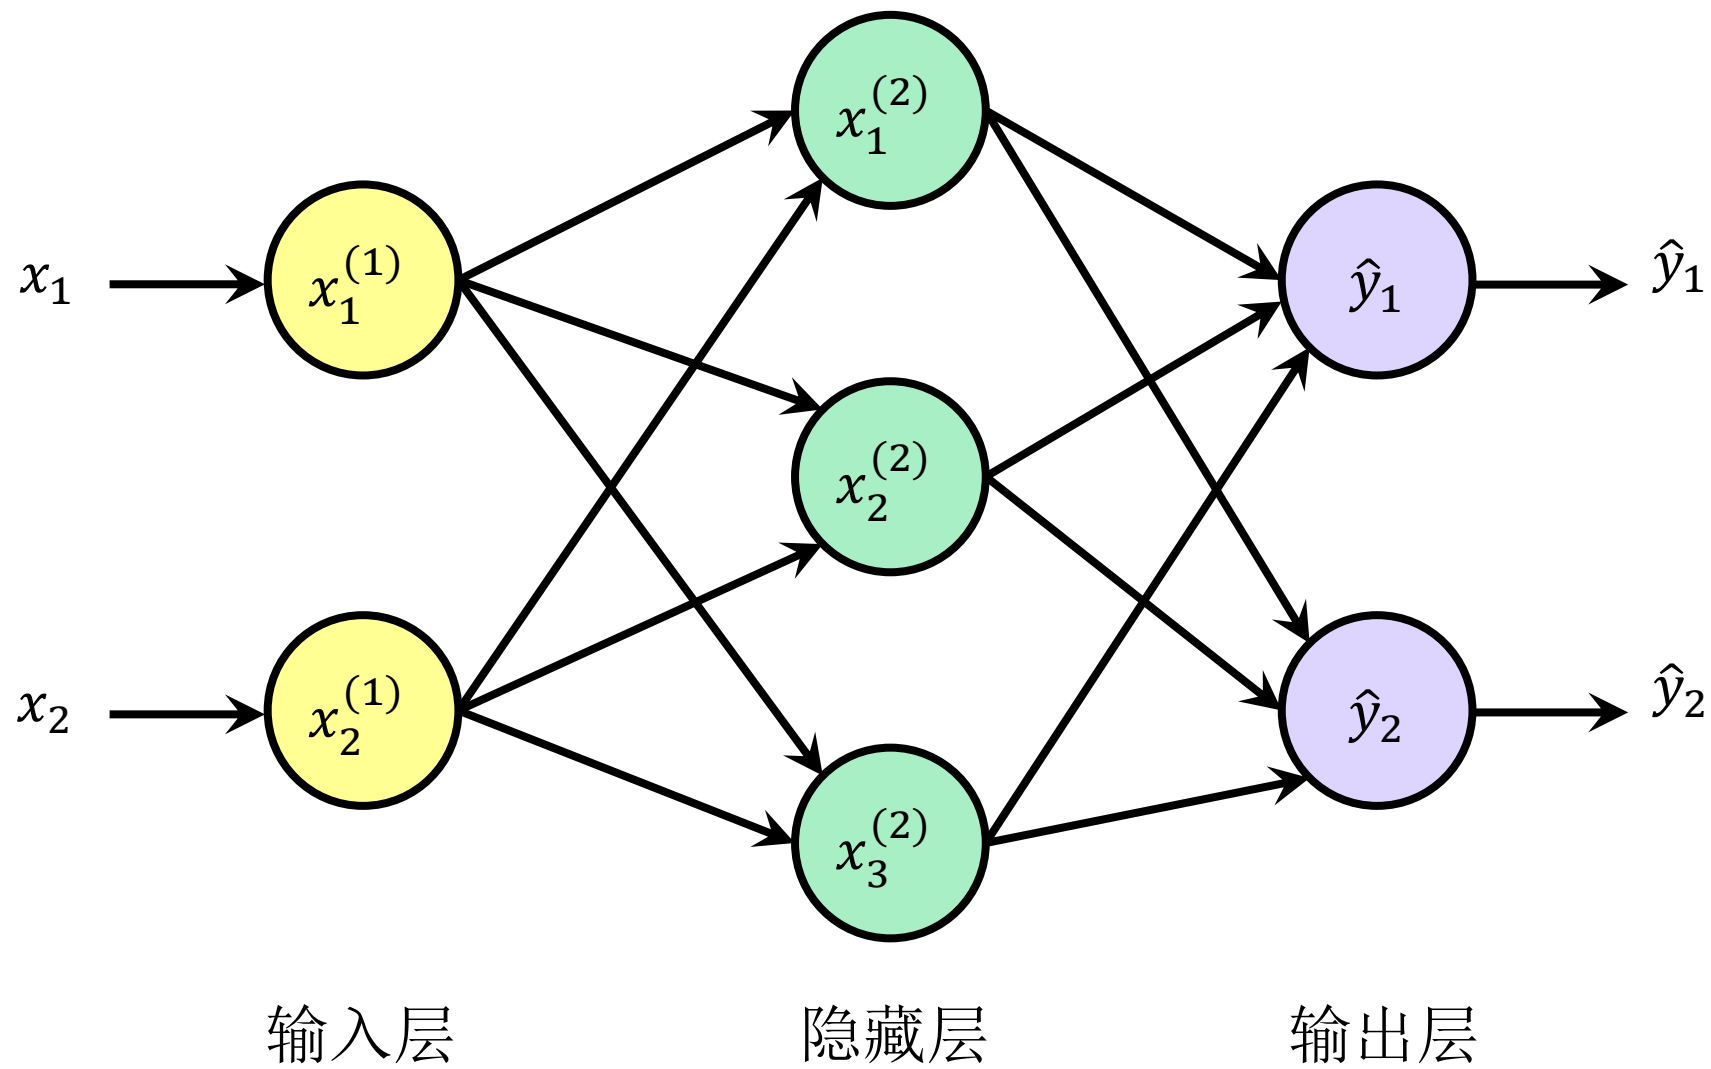 x₁
x₂
x₁⁽¹⁾
x₂⁽¹⁾
x₁⁽²⁾
x₂⁽²⁾
x₃⁽²⁾
ŷ₁
ŷ₂
ŷ₁
ŷ₂
输入层
隐藏层
输出层